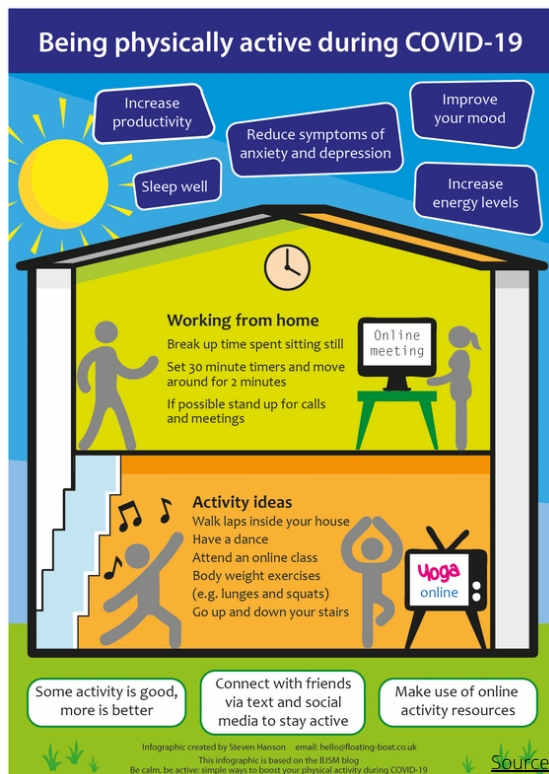 Being physically active during COVID-19
Increase
productivity
Improve
your mood
Reduce symptoms of
anxiety and depression
Sleep well
Increase
energy levels
Working from home
Break up time spent sitting still
Set 30 minute timers and move
around for 2 minutes
If possible stand up for calls
and meetings
Online
meeting
Activity ideas
Walk laps inside your house
Have a dance
Attend an online class
Body weight exercises
(e.g. lunges and squats)
Go up and down your stairs
yoga
online
Some activity is good,
more is better
Connect with friends
via text and social
media to stay active
Make use of online
activity resources
Infographic created by Steven Hanson email: hello@floating-boat.co.uk
This infographic is based on the BJSM blog
Be calm, be active: simple ways to boost your physical activity during COVID-19
Source